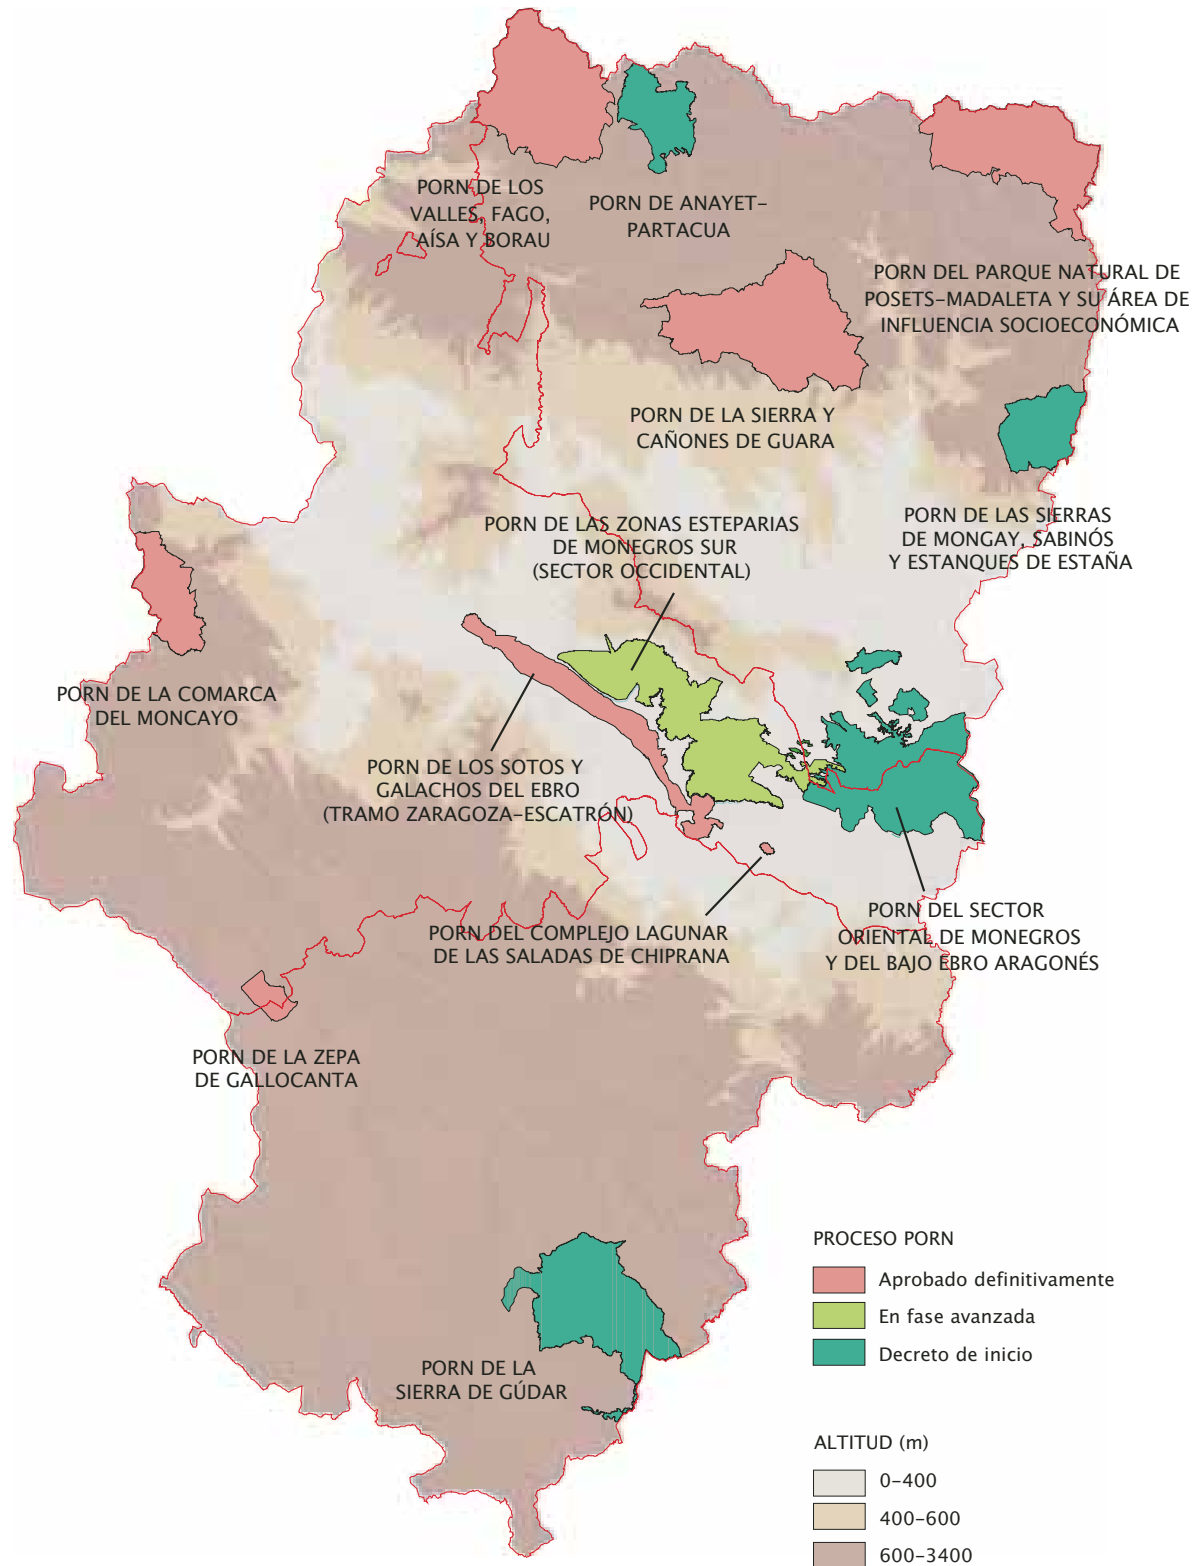 PORN DE LOS
VALLES, FAGO,
AÍSA Y BORAU
PORN DE ANAYET-
PARTACUA
PORN DEL PARQUE NATURAL DE
POSETS-MADALETA Y SU ÁREA DE
INFLUENCIA SOCIOECONÓMICA
PORN DE LA SIERRA Y
CAÑONES DE GUARA
PORN DE LAS ZONAS ESTEPARIAS
DE MONEGROS SUR
(SECTOR OCCIDENTAL)
PORN DE LAS SIERRAS
DE MONGAY, SABINÓS
Y ESTANQUES DE ESTAÑA
PORN DE LA COMARCA
DEL MONCAYO
PORN DE LOS SOTOS Y
GALACHOS DEL EBRO
(TRAMO ZARAGOZA-ESCATRÓN)
PORN DEL COMPLEJO LAGUNAR
DE LAS SALADAS DE CHIPRANA
PORN DEL SECTOR
ORIENTAL DE MONEGROS
Y DEL BAJO EBRO ARAGONÉS
PORN DE LA ZEPA
DE GALLOCANTA
PORN DE LA
SIERRA DE GÚDAR
PROCESO PORN
Aprobado definitivamente
En fase avanzada
Decreto de inicio
ALTITUD (m)
0-400
400-600
600-3400